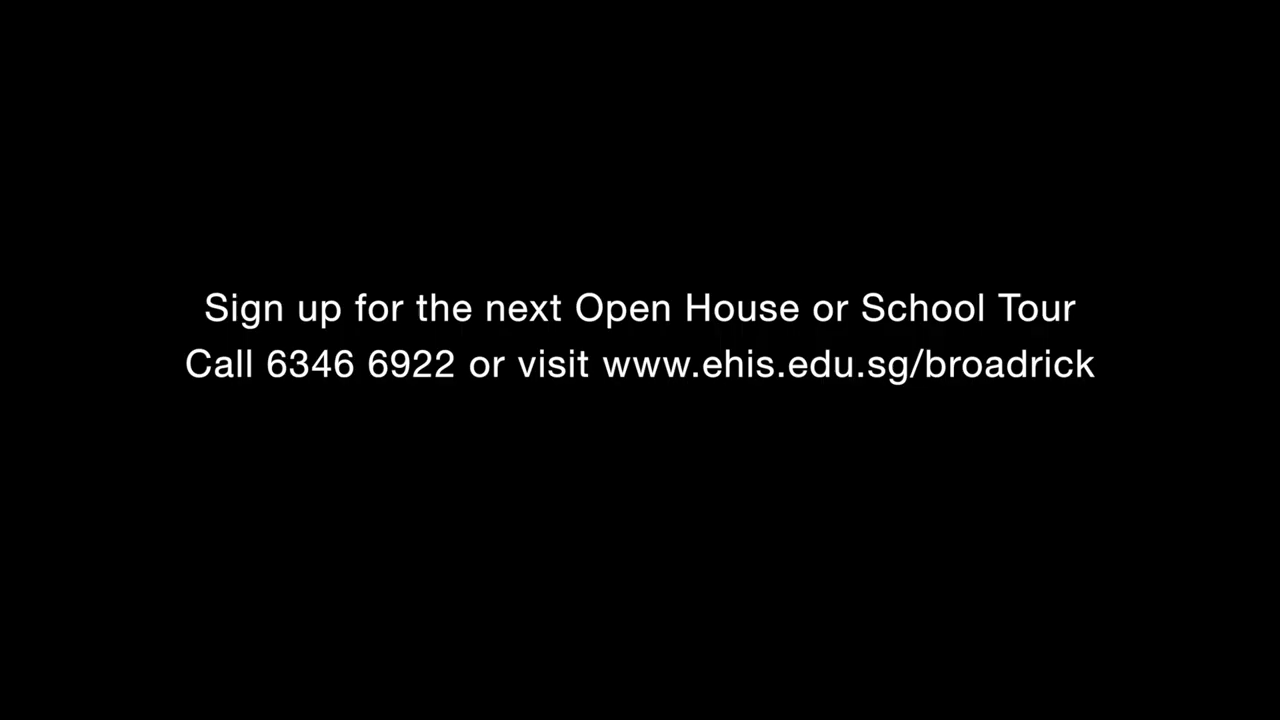 Sign up for the next Open House or School Tour
Call 6346 6922 or visit www.ehis.edu.sg/broadrick